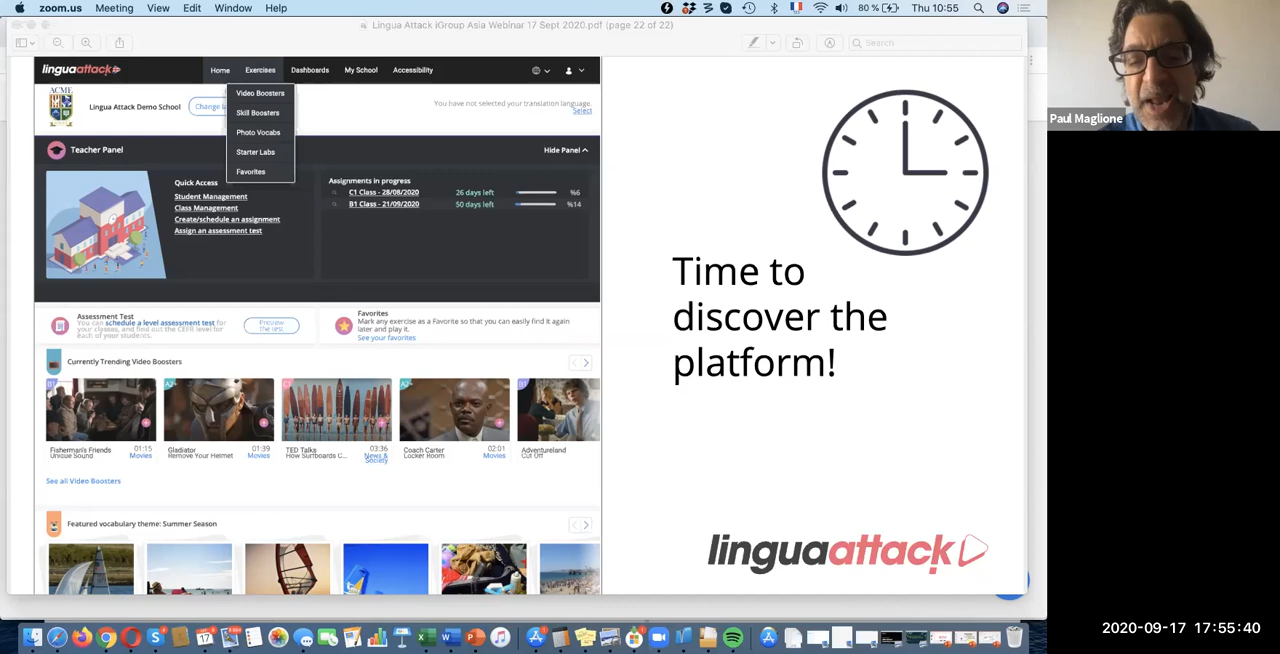 zoom.us Meeting View Edit Window Help 80 % Thu 10:55
Lingua Attack iGroup Asia Webinar 17 Sept 2020.pdf (page 22 of 22)
Search
linguaattack Home Exercises Dashboards My School Accessibility
Video Boosters
Skill Boosters
Photo Vocabs
Starter Labs
Favorites
ACME
Lingua Attack Demo School
You have not selected your translation language.
Select
Teacher Panel
Hide Panel
Quick Access
Student Management
Class Management
Create/schedule an assignment
Assign an assessment test
Assignments in progress
C1 Class - 28/08/2020 26 days left %6
B1 Class - 21/09/2020 50 days left %14
Assessment Test
You can schedule a level assessment test for
your classes, and find out the CEFR level for
each of your students.
Preview
the test
Favorites
Mark any exercise as a Favorite so that you can easily find it again
later and play it.
See your favorites
Currently Trending Video Boosters
B1 A2 C1 A2 B1
Fisherman's Friends 01:15
Unique Sound Movies
Gladiator 01:39
Remove Your Helmet Movies
TED Talks 03:36
How Surfboards C... News &
Society
Coach Carter 02:01
Locker Room Movies
Adventureland
Cut Off
See all Video Boosters
Featured vocabulary theme: Summer Season
Time to
discover the
platform!
linguaattack
Paul Maglione
2020-09-17 17:55:40